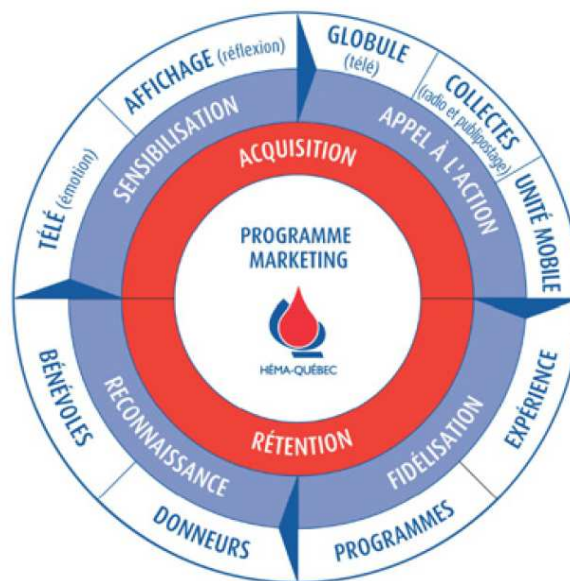 PROGRAMME
MARKETING
HÉMA-QUÉBEC
ACQUISITION
RÉTENTION
SENSIBILISATION
APPEL À L'ACTION
FIDÉLISATION
RECONNAISSANCE
TÉLÉ (émotion)
AFFICHAGE (réflexion)
GLOBULE
(télé)
COLLECTES
(radio et publipostage)
UNITÉ MOBILE
EXPÉRIENCE
PROGRAMMES
DONNEURS
BÉNÉVOLES